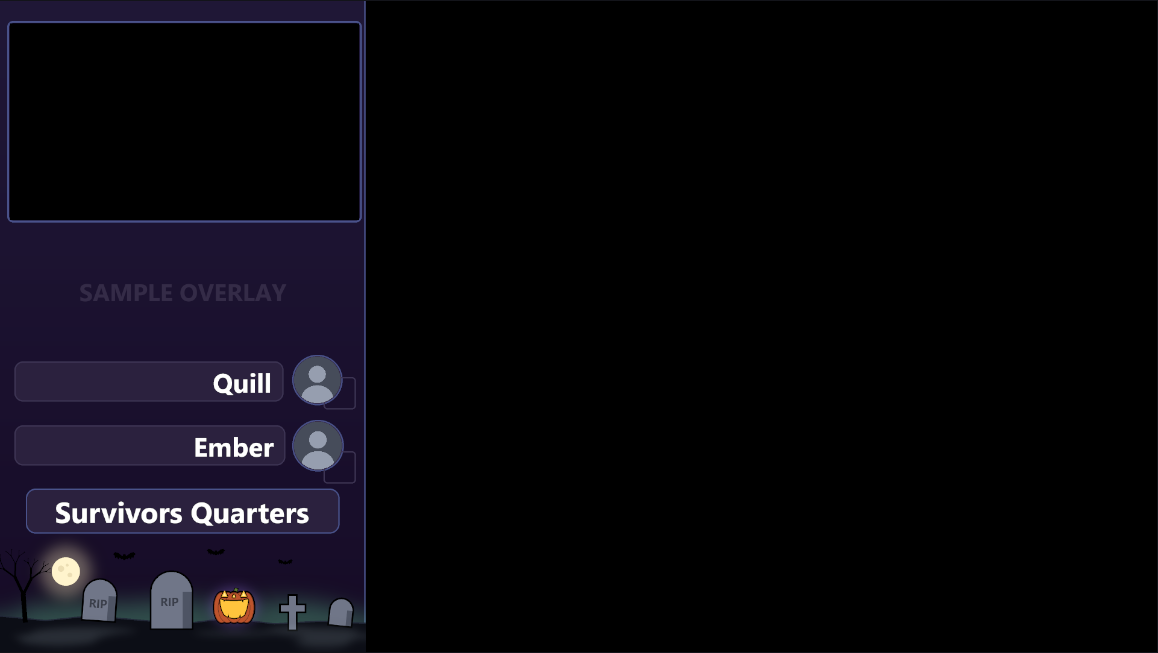 SAMPLE OVERLAY
Quill
Ember
Survivors Quarters
RIP
RIP